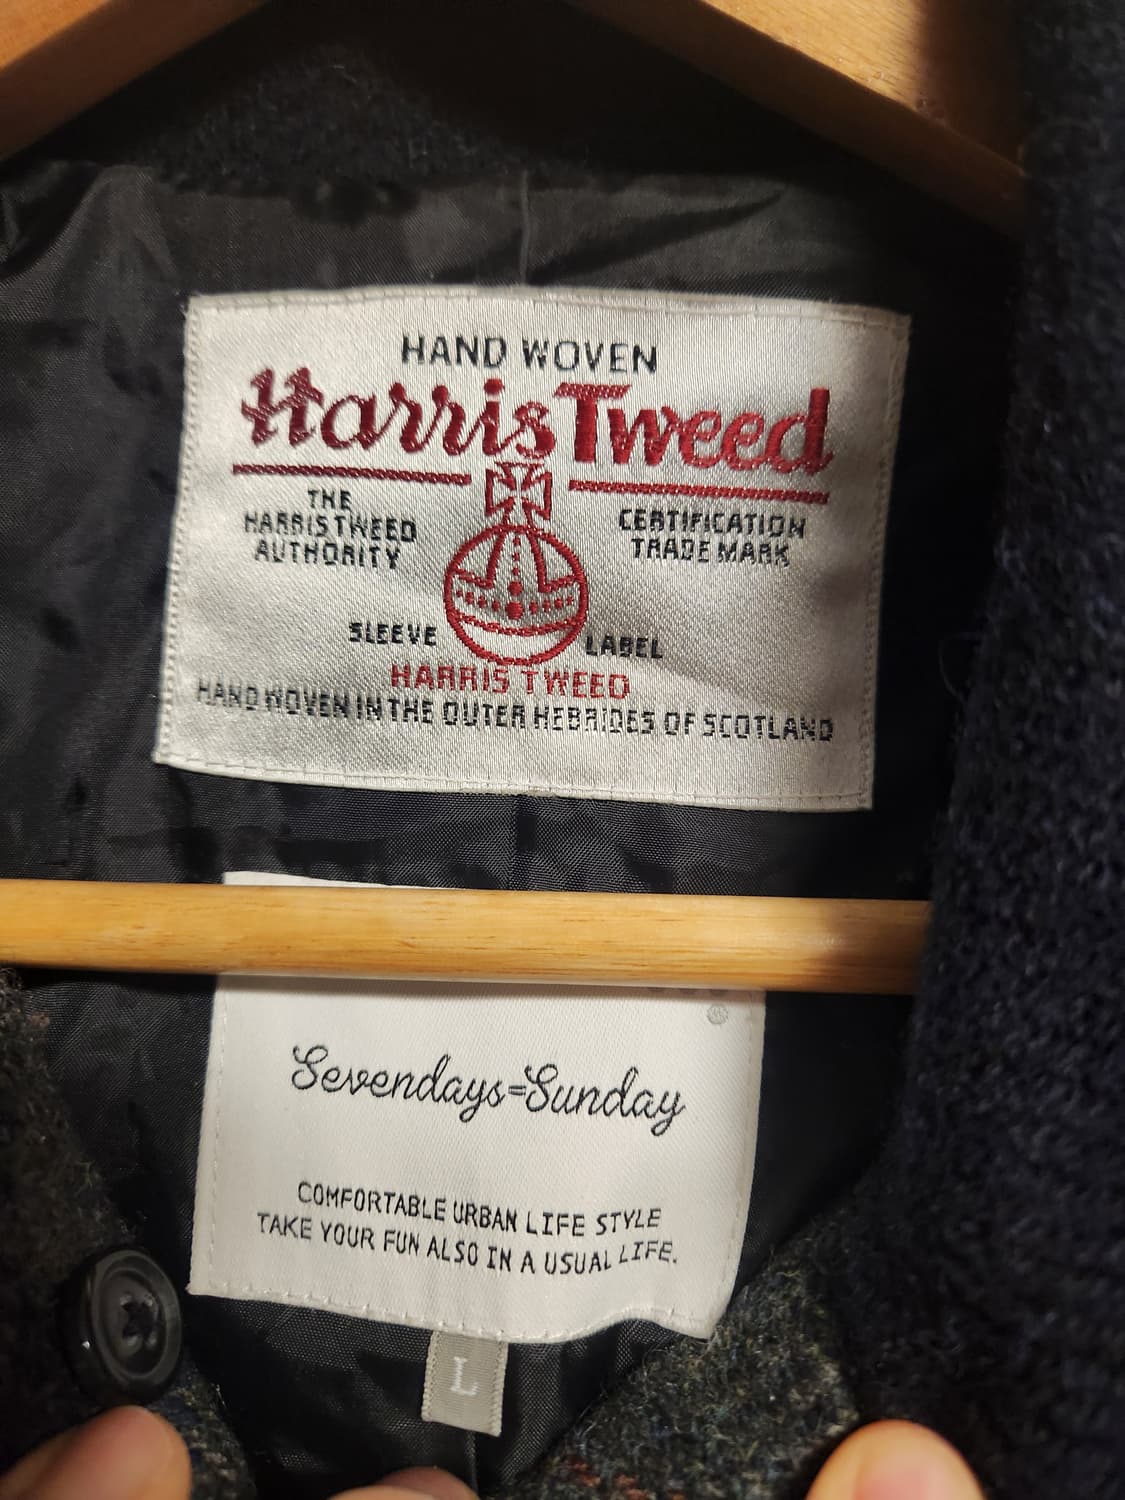 HAND WOVEN
Harris Tweed
THE
HARRIS TWEED
AUTHORITY
CERTIFICATION
TRADE MARK
SLEEVE LABEL
HARRIS TWEED
HAND WOVEN IN THE OUTER HEBRIDES OF SCOTLAND
Sevendays=Sunday
COMFORTABLE URBAN LIFE STYLE
TAKE YOUR FUN ALSO IN A USUAL LIFE.
L